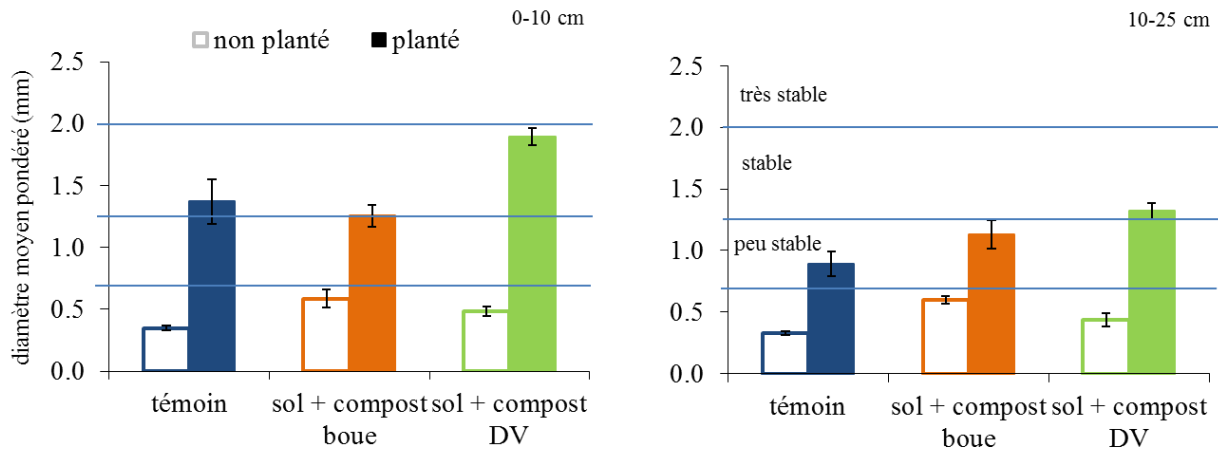 0-10 cm
non planté planté
diamètre moyen pondéré (mm)
2.5
2.0
1.5
1.0
0.5
0.0
témoin sol + compost sol + compost
boue DV
10-25 cm
2.5
2.0
1.5
1.0
0.5
0.0
très stable
stable
peu stable
témoin sol + compost sol + compost
boue DV